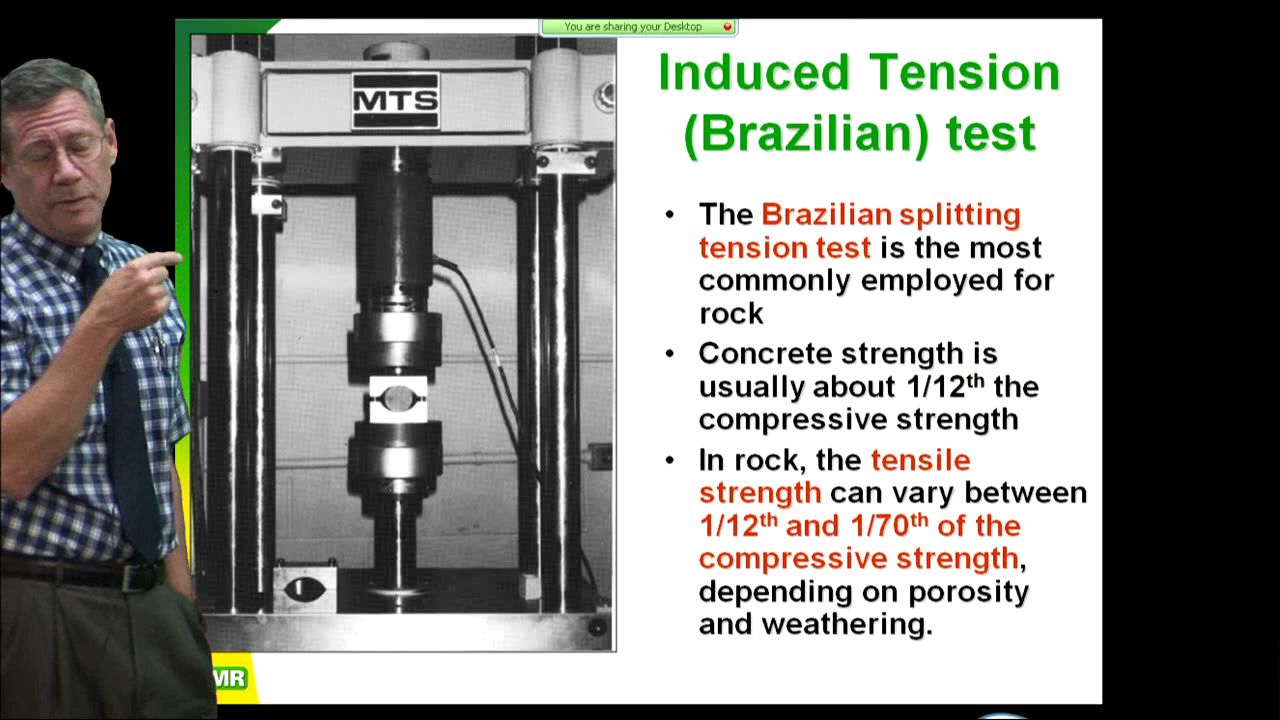 You are sharing your Desktop
MTS
Induced Tension
(Brazilian) test
• The Brazilian splitting
tension test is the most
commonly employed for
rock
• Concrete strength is
usually about 1/12th the
compressive strength
• In rock, the tensile
strength can vary between
1/12th and 1/70th of the
compressive strength,
depending on porosity
and weathering.
MR